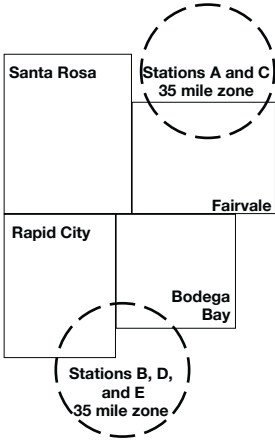 Santa Rosa
Stations A and C
35 mile zone
Fairvale
Rapid City
Bodega
Bay
Stations B, D,
and E
35 mile zone